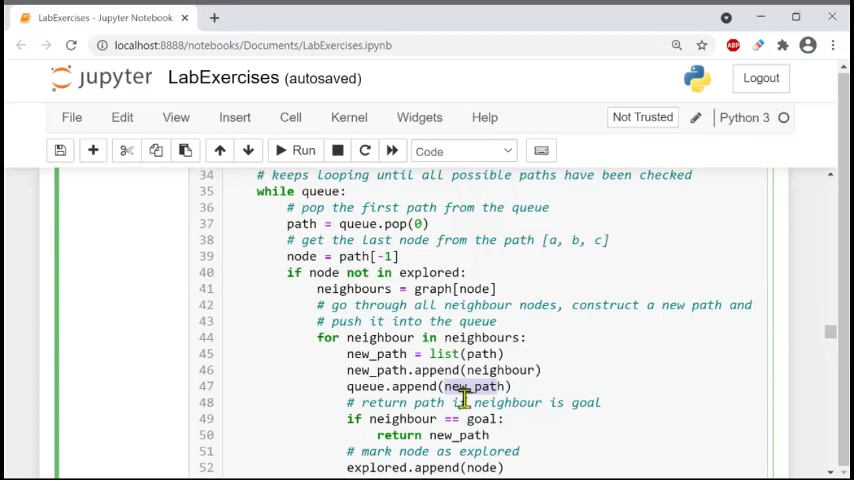 LabExercises - Jupyter Notebook
localhost:8888/notebooks/Documents/LabExercises.ipynb
ABP
jupyter LabExercises (autosaved)
Logout
File Edit View Insert Cell Kernel Widgets Help
Not Trusted
Python 3
Run
Code
34 # keeps looping until all possible paths have been checked
35 while queue:
36 # pop the first path from the queue
37 path = queue.pop(0)
38 # get the last node from the path [a, b, c]
39 node = path[-1]
40 if node not in explored:
41 neighbours = graph[node]
42 # go through all neighbour nodes, construct a new path and
43 # push it into the queue
44 for neighbour in neighbours:
45 new_path = list(path)
46 new_path.append(neighbour)
47 queue.append(new_path)
48 # return path if neighbour is goal
49 if neighbour == goal:
50 return new_path
51 # mark node as explored
52 explored.append(node)